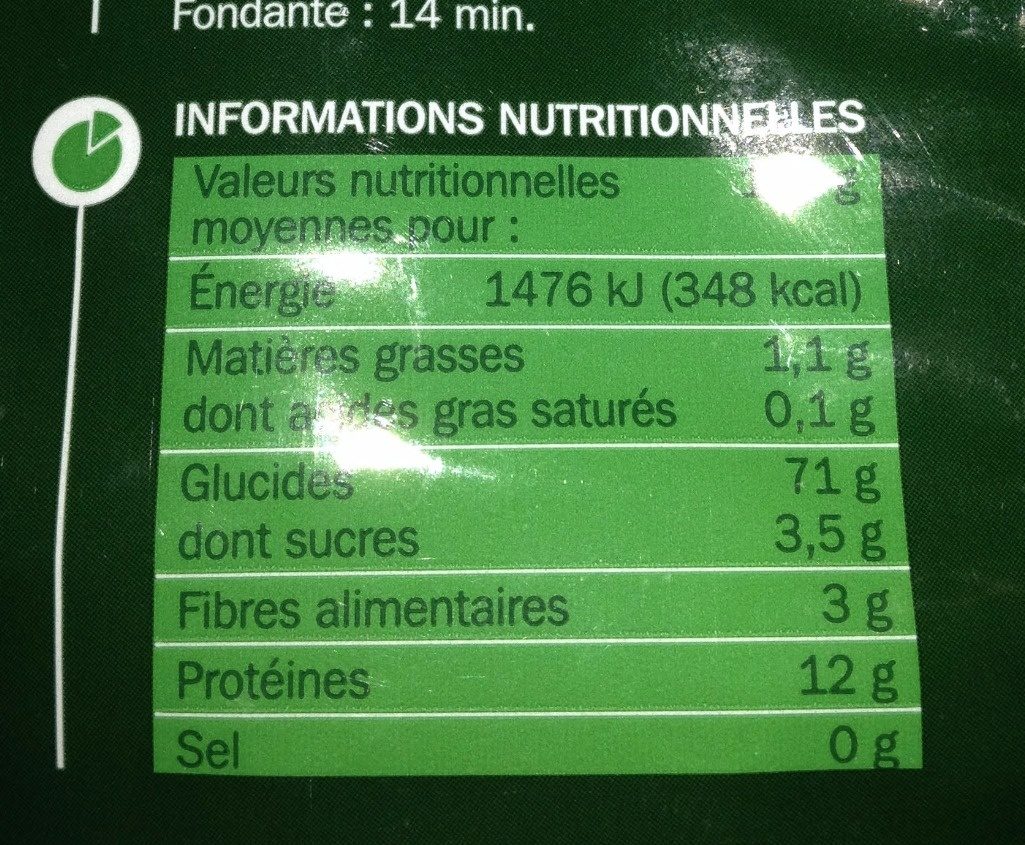 Fondante : 14 min.
INFORMATIONS NUTRITIONNELLES
Valeurs nutritionnelles
moyennes pour :
Énergie 1476 kJ (348 kcal)
Matières grasses 1,1 g
dont acides gras saturés 0,1 g
Glucides 71 g
dont sucres 3,5 g
Fibres alimentaires 3 g
Protéines 12 g
Sel 0 g